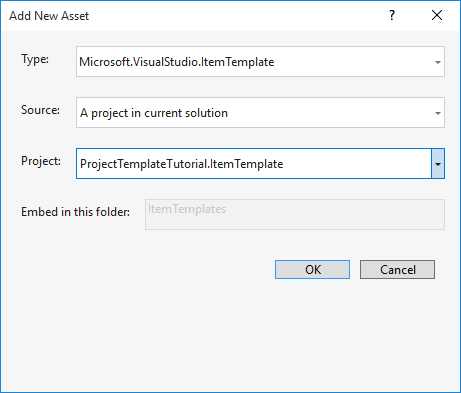 Add New Asset ?
Type: Microsoft.VisualStudio.ItemTemplate
Source: A project in current solution
Project: ProjectTemplateTutorial.ItemTemplate
Embed in this folder: ItemTemplates
OK Cancel